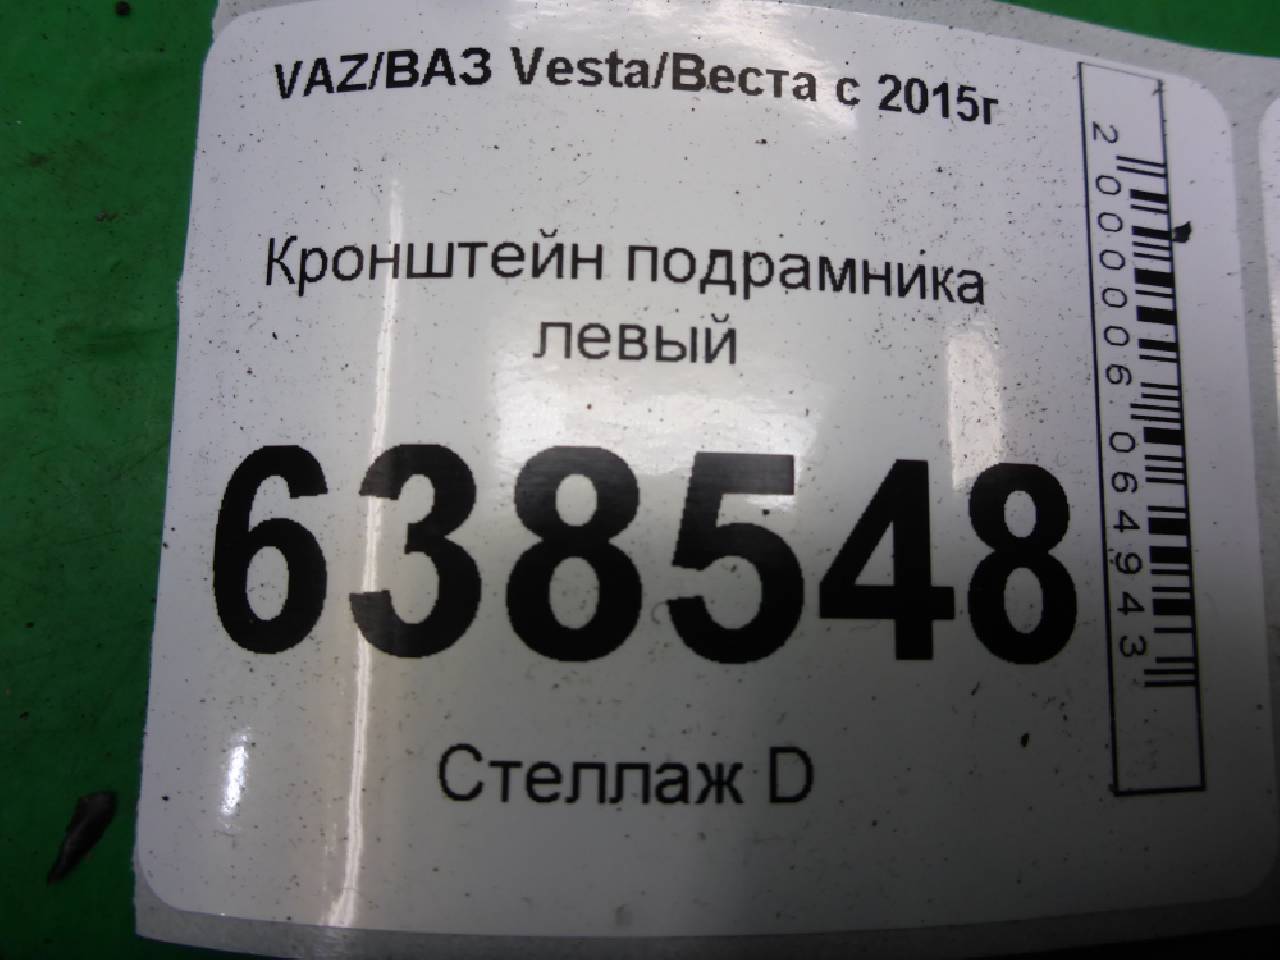 VAZ/ВАЗ Vesta/Веста с 2015г
Кронштейн подрамника
левый
638548
Стеллаж D
2000006064943